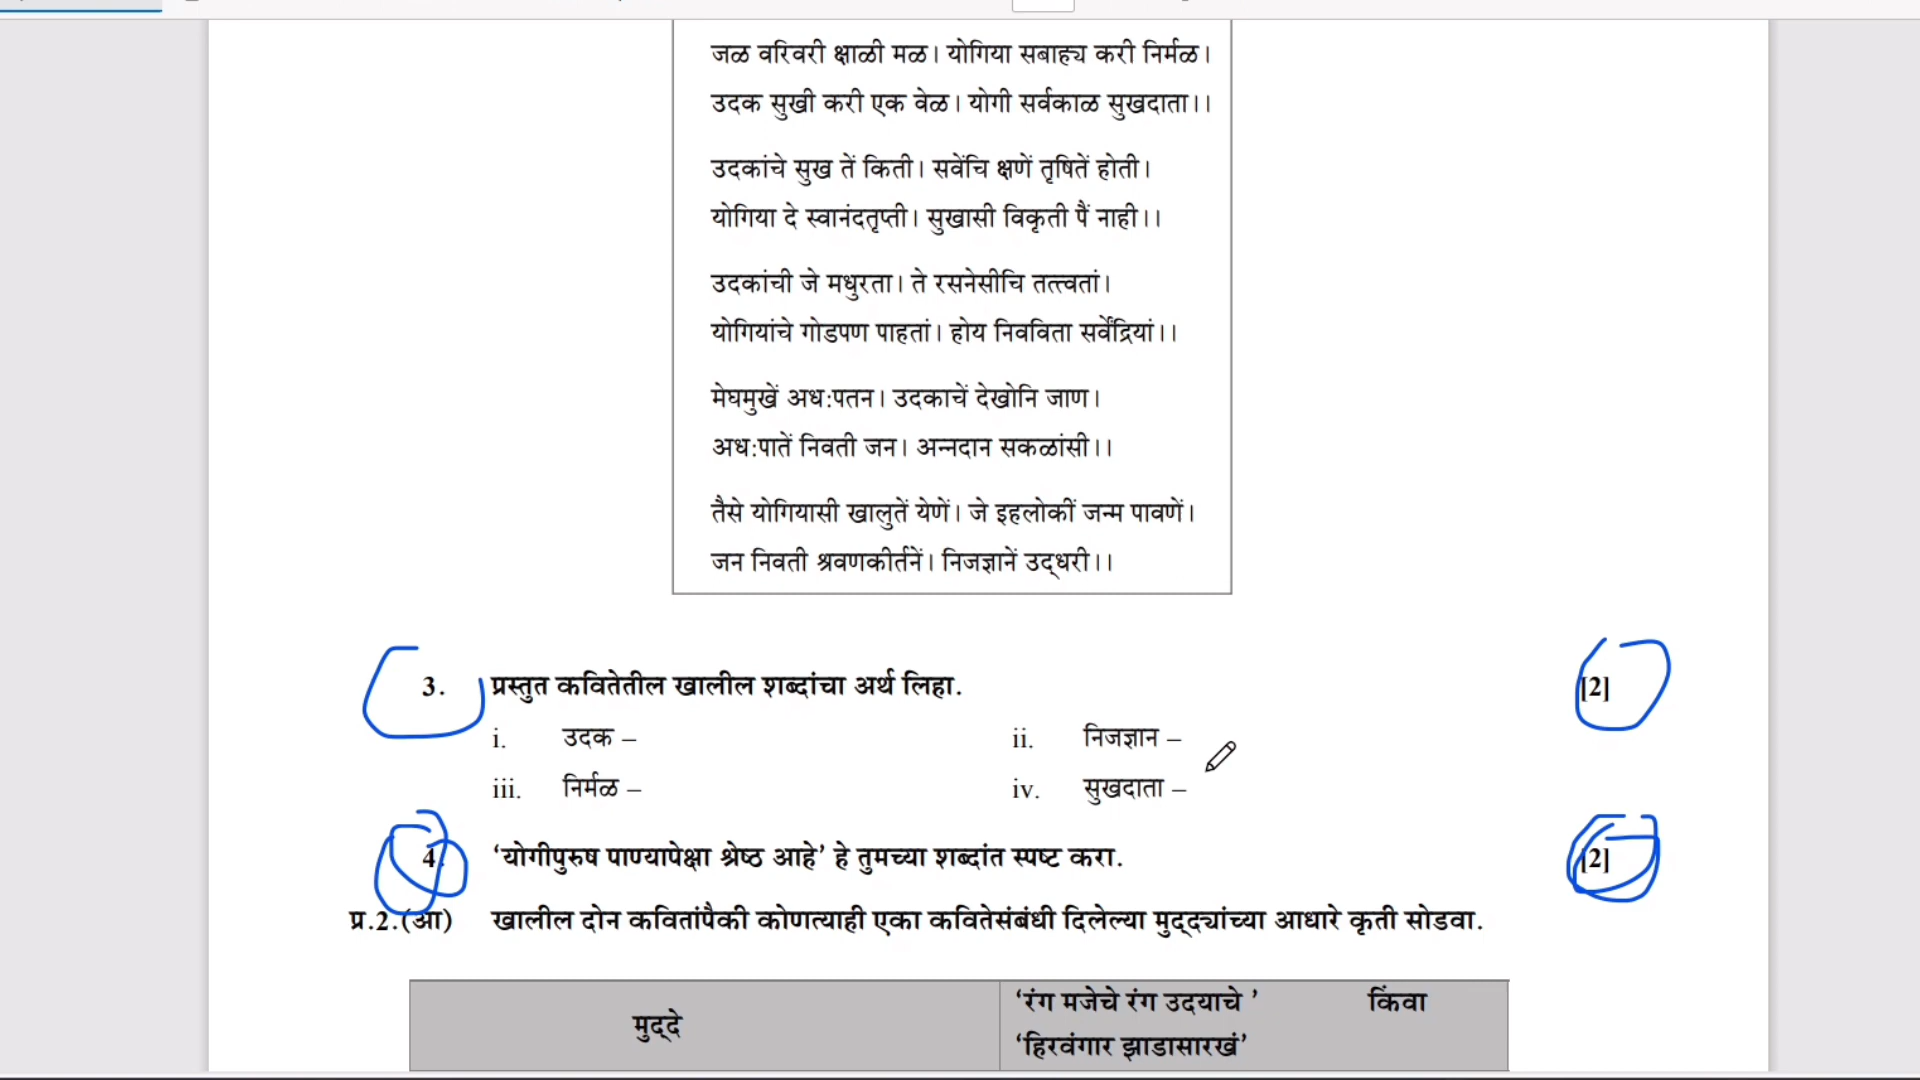 जळ वरिवरी क्षाळी मळ। योगिया सबाह्य करी निर्मळ।
उदक सुखी करी एक वेळ। योगी सर्वकाळ सुखदाता।।
उदकांचे सुख तें किती। सवेंचि क्षणें तृषितें होती।
योगिया दे स्वानंदतृप्ती। सुखासी विकृती पैं नाही।।
उदकांची जे मधुरता। ते रसनेसीचि तत्त्वतां।
योगियांचे गोडपण पाहतां। होय निवविता सर्वेंद्रियां।।
मेघमुखें अधःपतन। उदकाचें देखोनि जाण।
अधःपातें निवती जन। अन्नदान सकळांसी।।
तैसे योगियासी खालुतें येणें। जे इहलोकीं जन्म पावणें।
जन निवती श्रवणकीर्तनें। निजज्ञानें उद्धरी।।
3. प्रस्तुत कवितेतील खालील शब्दांचा अर्थ लिहा. [2]
i. उदक – ii. निजज्ञान –
iii. निर्मळ – iv. सुखदाता –
4. ‘योगीपुरुष पाण्यापेक्षा श्रेष्ठ आहे’ हे तुमच्या शब्दांत स्पष्ट करा. [2]
प्र.2.(आ) खालील दोन कवितांपैकी कोणत्याही एका कवितेसंबंधी दिलेल्या मुद्द्यांच्या आधारे कृती सोडवा.
मुद्दे
‘रंग मजेचे रंग उदयाचे ’ किंवा
‘हिरवंगार झाडासारखं’